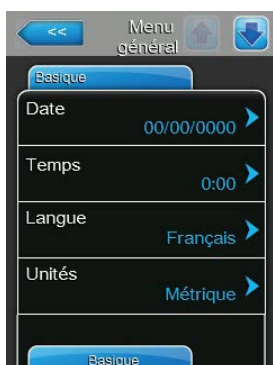 <<
Menu
général
Basique
Date
00/00/0000
Temps
0:00
Langue
Français
Unités
Métrique
Basique